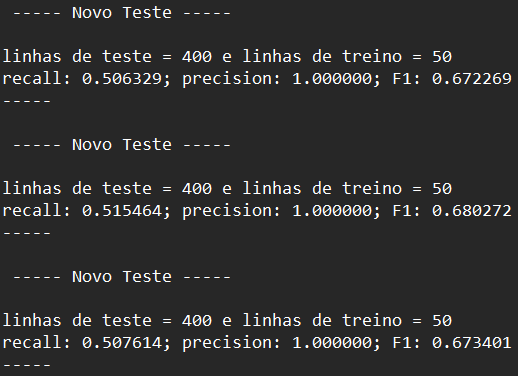 ----- Novo Teste -----
linhas de teste = 400 e linhas de treino = 50
recall: 0.506329; precision: 1.000000; F1: 0.672269
-----
----- Novo Teste -----
linhas de teste = 400 e linhas de treino = 50
recall: 0.515464; precision: 1.000000; F1: 0.680272
-----
----- Novo Teste -----
linhas de teste = 400 e linhas de treino = 50
recall: 0.507614; precision: 1.000000; F1: 0.673401
-----